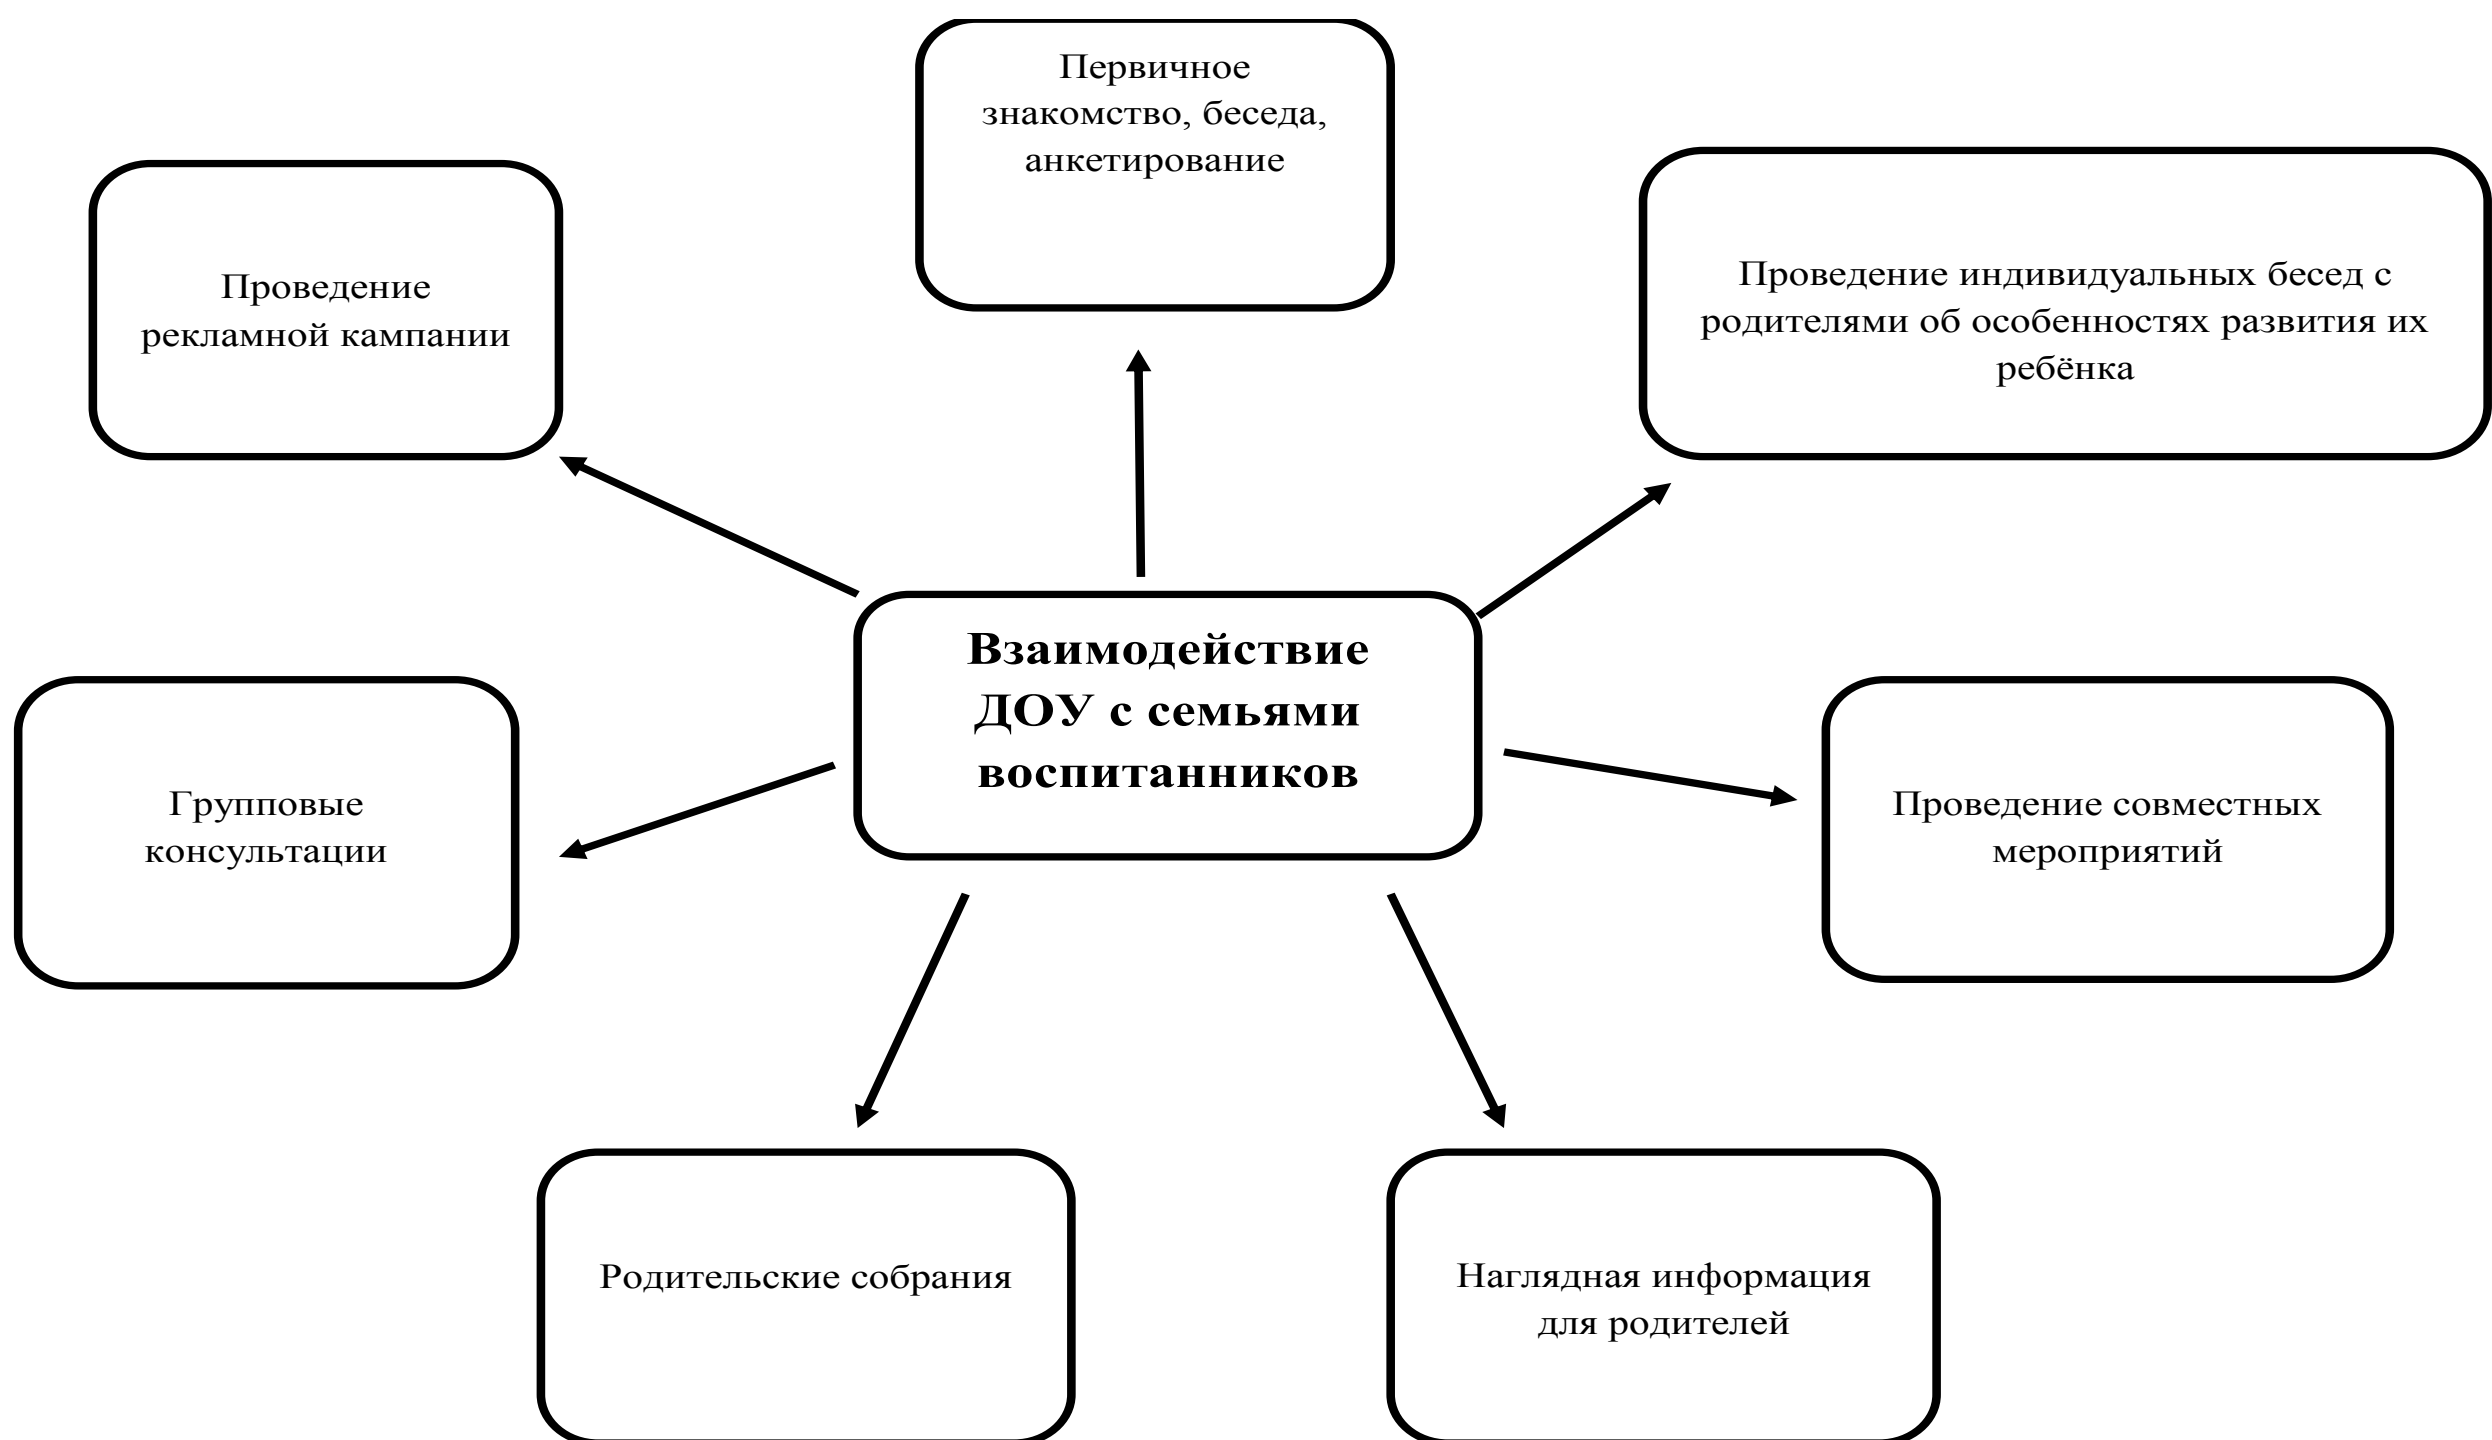 Первичное
знакомство, беседа,
анкетирование
Проведение
рекламной кампании
Проведение индивидуальных бесед с
родителями об особенностях развития их
ребёнка
Взаимодействие
ДОУ с семьями
воспитанников
Групповые
консультации
Проведение совместных
мероприятий
Родительские собрания
Наглядная информация
для родителей